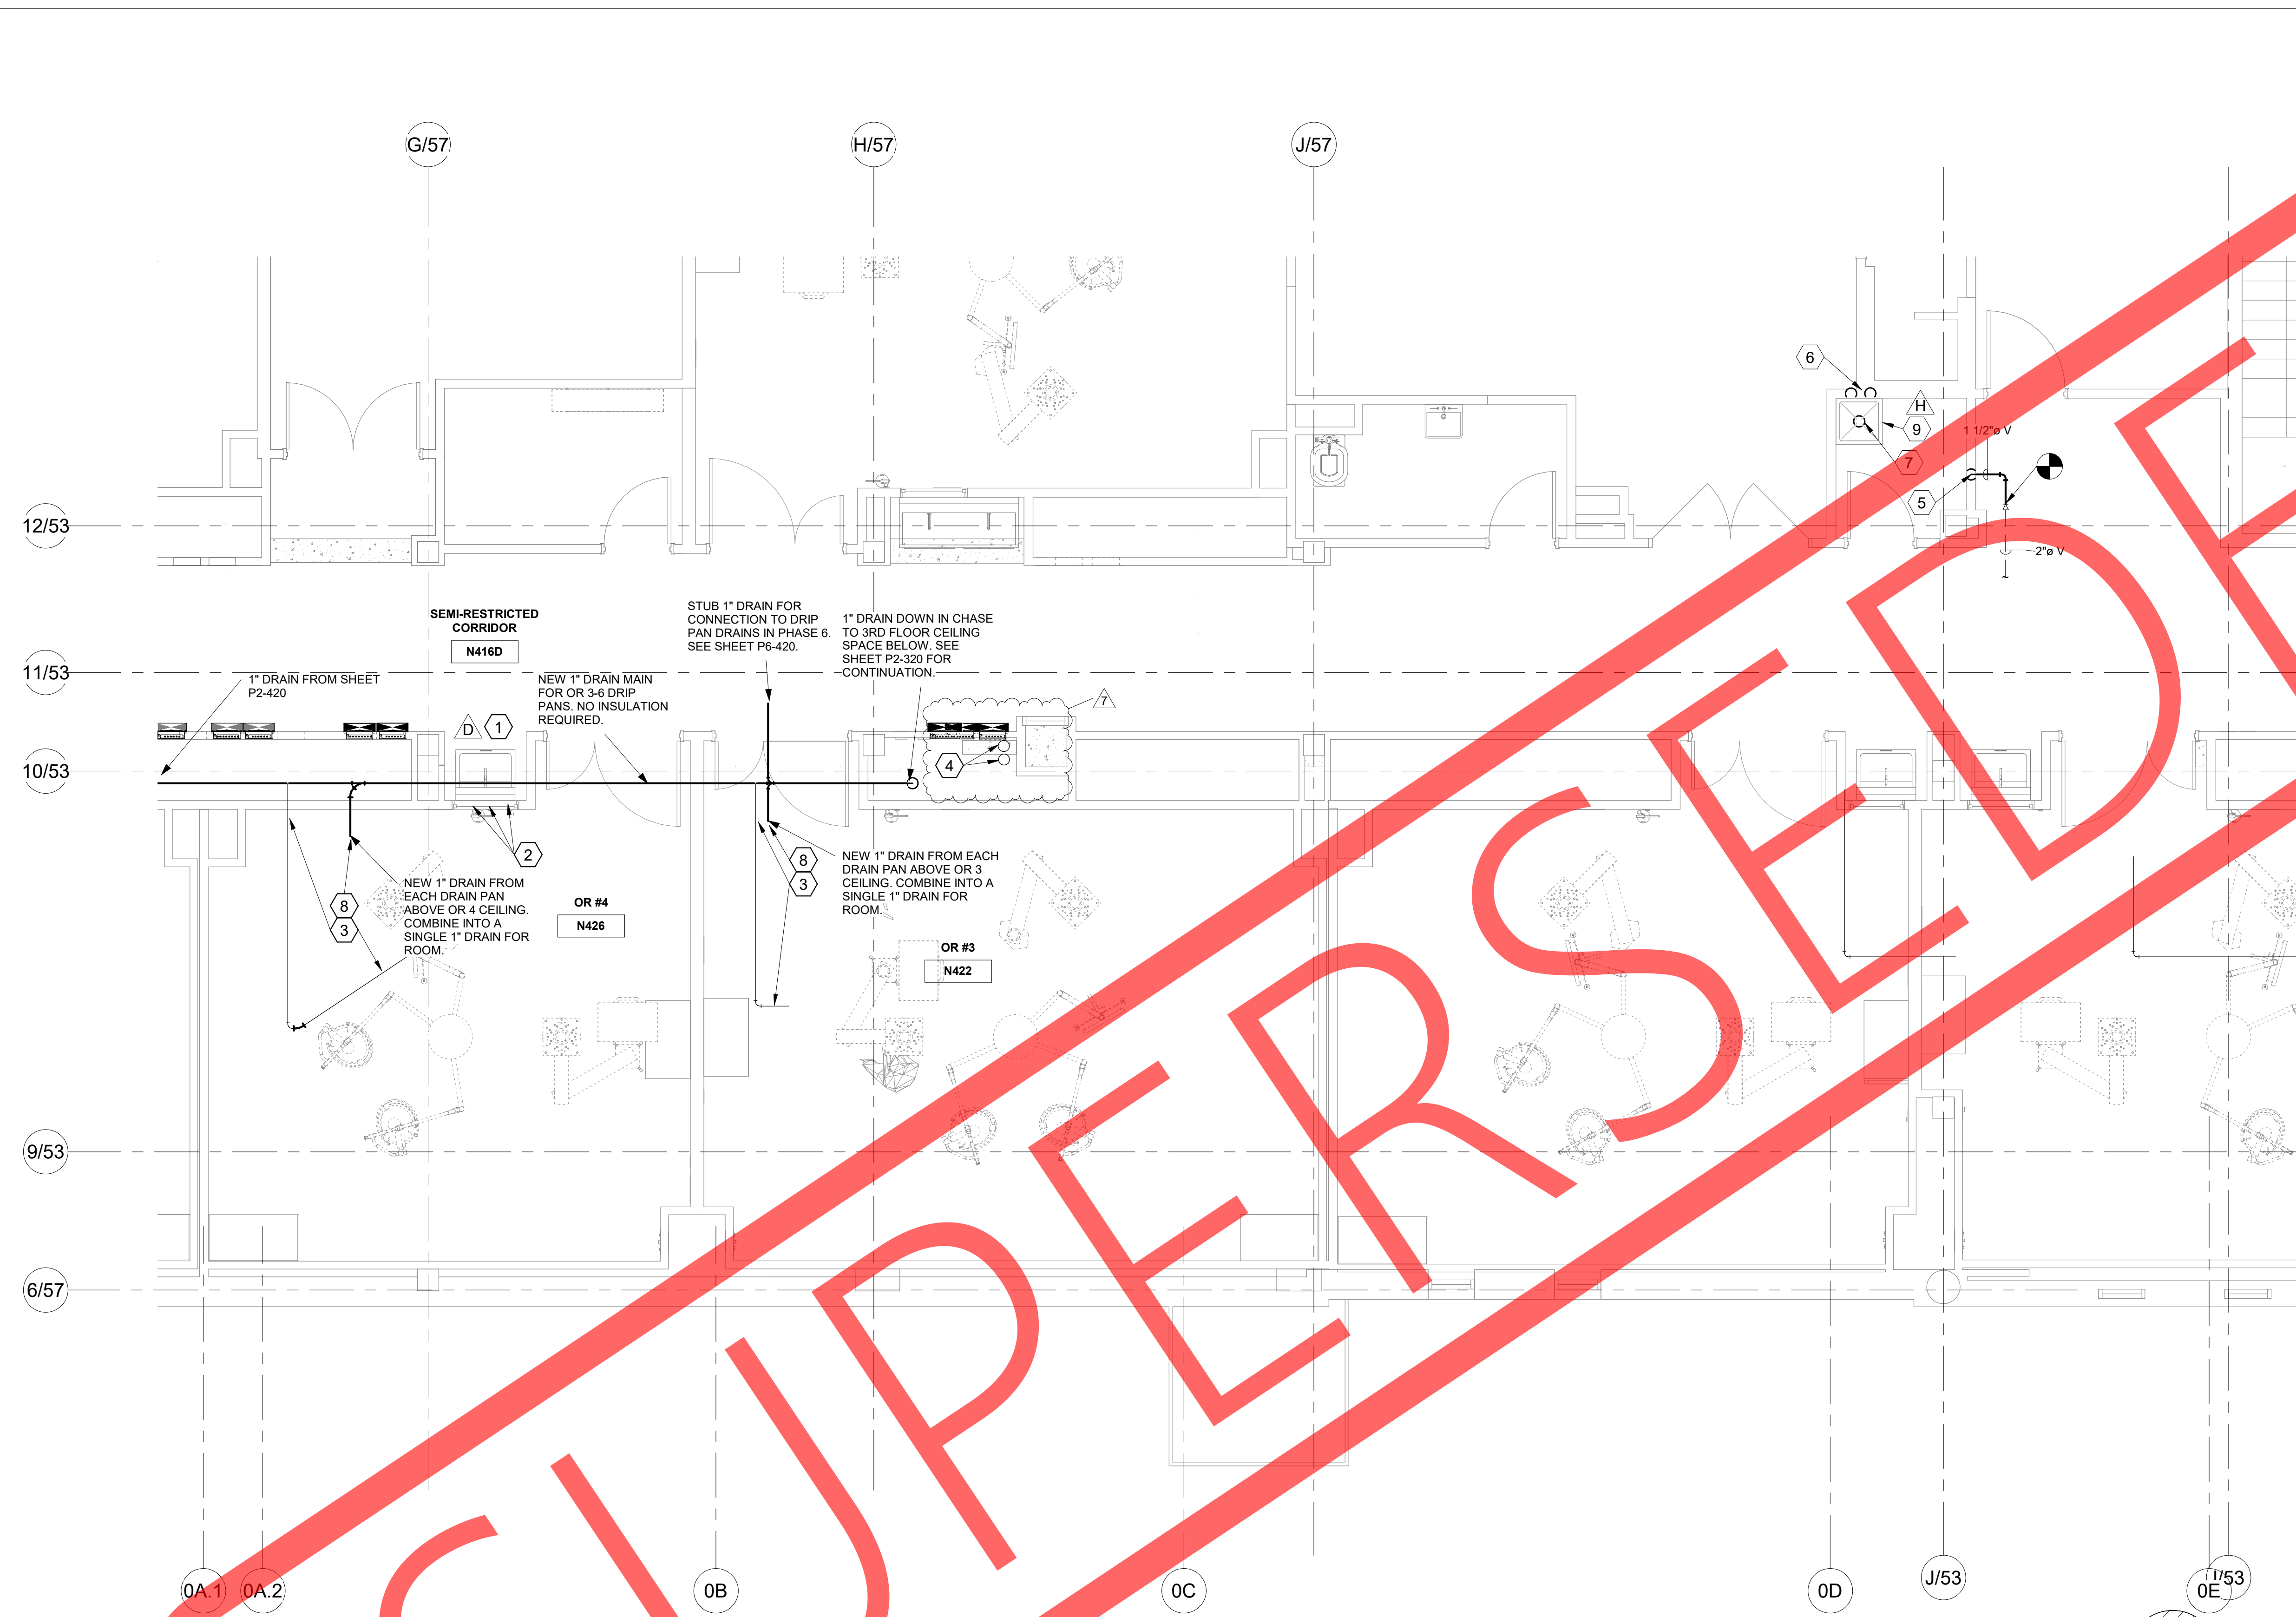 G/57
H/57
J/57
6
H
9
1 1/2"ø V
7
5
12/53
2"ø V
SEMI-RESTRICTED
CORRIDOR
N416D
STUB 1" DRAIN FOR
CONNECTION TO DRIP
PAN DRAINS IN PHASE 6.
SEE SHEET P6-420.
1" DRAIN DOWN IN CHASE
TO 3RD FLOOR CEILING
SPACE BELOW. SEE
SHEET P2-320 FOR
CONTINUATION.
11/53
1" DRAIN FROM SHEET
P2-420
NEW 1" DRAIN MAIN
FOR OR 3-6 DRIP
PANS. NO INSULATION
REQUIRED.
7
D
1
10/53
4
2
8
3
NEW 1" DRAIN FROM EACH
DRAIN PAN ABOVE OR 3
CEILING. COMBINE INTO A
SINGLE 1" DRAIN FOR
ROOM.
NEW 1" DRAIN FROM
EACH DRAIN PAN
ABOVE OR 4 CEILING.
COMBINE INTO A
SINGLE 1" DRAIN FOR
ROOM.
8
3
OR #4
N426
OR #3
N422
9/53
6/57
0A.1
0A.2
0B
0C
0D
J/53
0E
I/53
SUPERSEDE